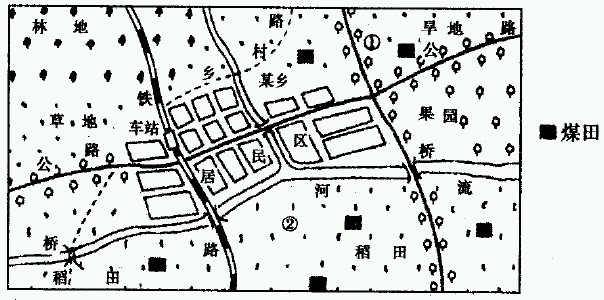 林 地
路
村
乡
某乡
①
旱 地
公 路
铁
草 地
车站
公 路
果 园
桥
居 民 区
煤田
河 流
②
桥
路
稻 田
稻 田